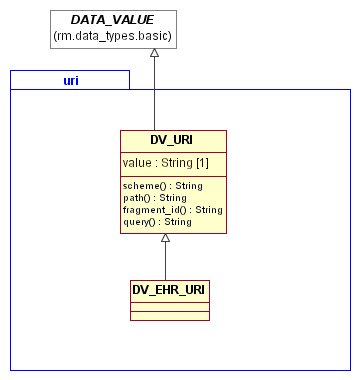 DATA_VALUE
(rm.data_types.basic)
uri
DV_URI
value : String [1]
scheme() : String
path() : String
fragment_id() : String
query() : String
DV_EHR_URI